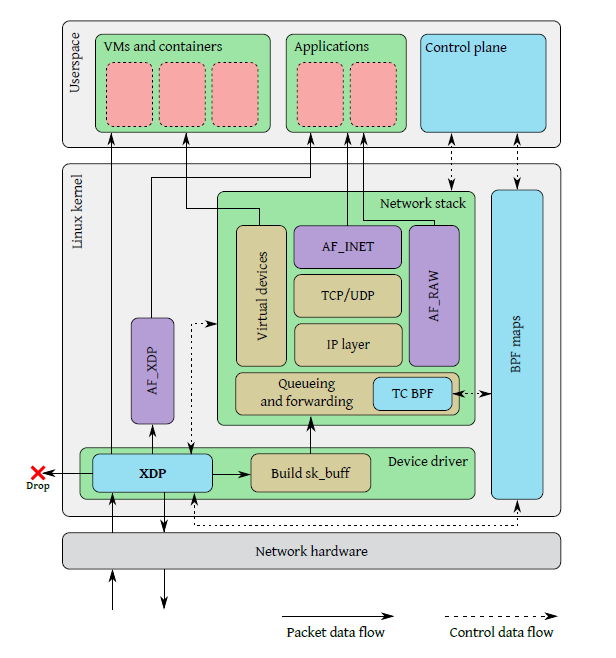 Userspace
VMs and containers
Applications
Control plane
Linux kernel
Network stack
Virtual devices
AF_INET
AF_RAW
TCP/UDP
IP layer
BPF maps
AF_XDP
Queueing
and forwarding
TC BPF
Device driver
XDP
Build sk_buff
Drop
Network hardware
Packet data flow
Control data flow